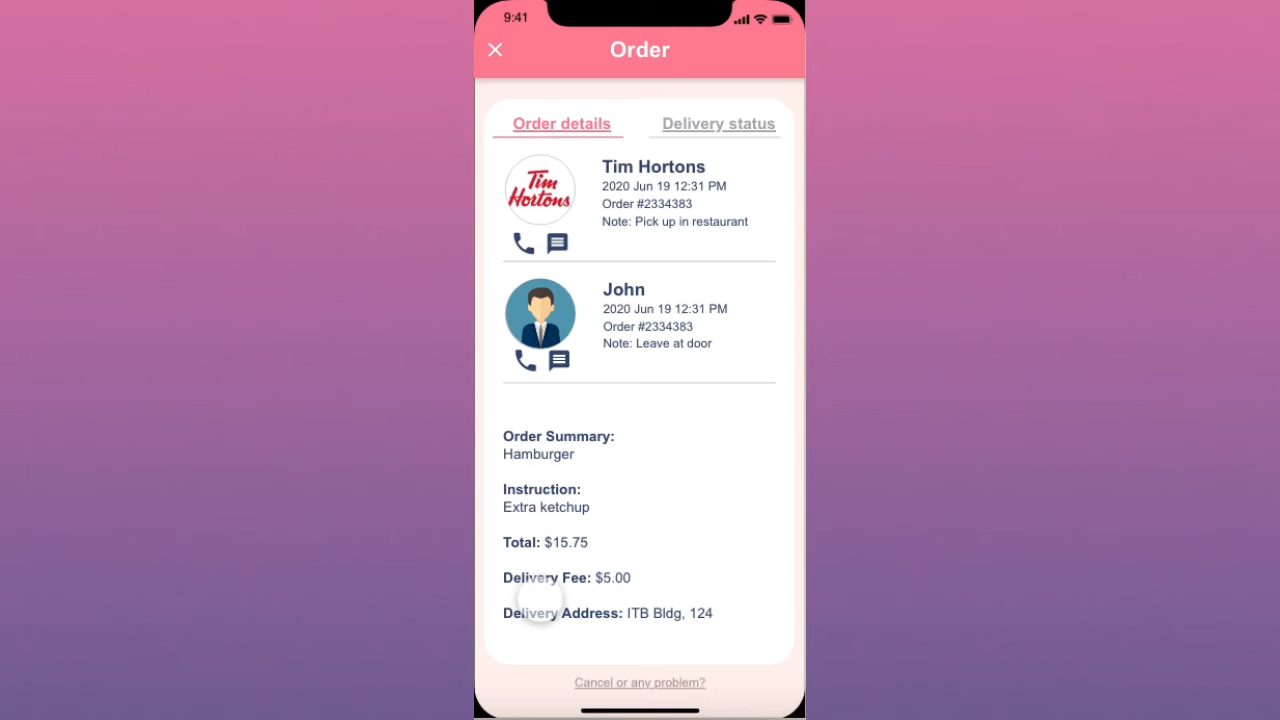 9:41
Order
Order details
Delivery status
Tim Hortons
Tim Hortons
2020 Jun 19 12:31 PM
Order #2334383
Note: Pick up in restaurant
John
2020 Jun 19 12:31 PM
Order #2334383
Note: Leave at door
Order Summary:
Hamburger
Instruction:
Extra ketchup
Total: $15.75
Delivery Fee: $5.00
Delivery Address: ITB Bldg, 124
Cancel or any problem?